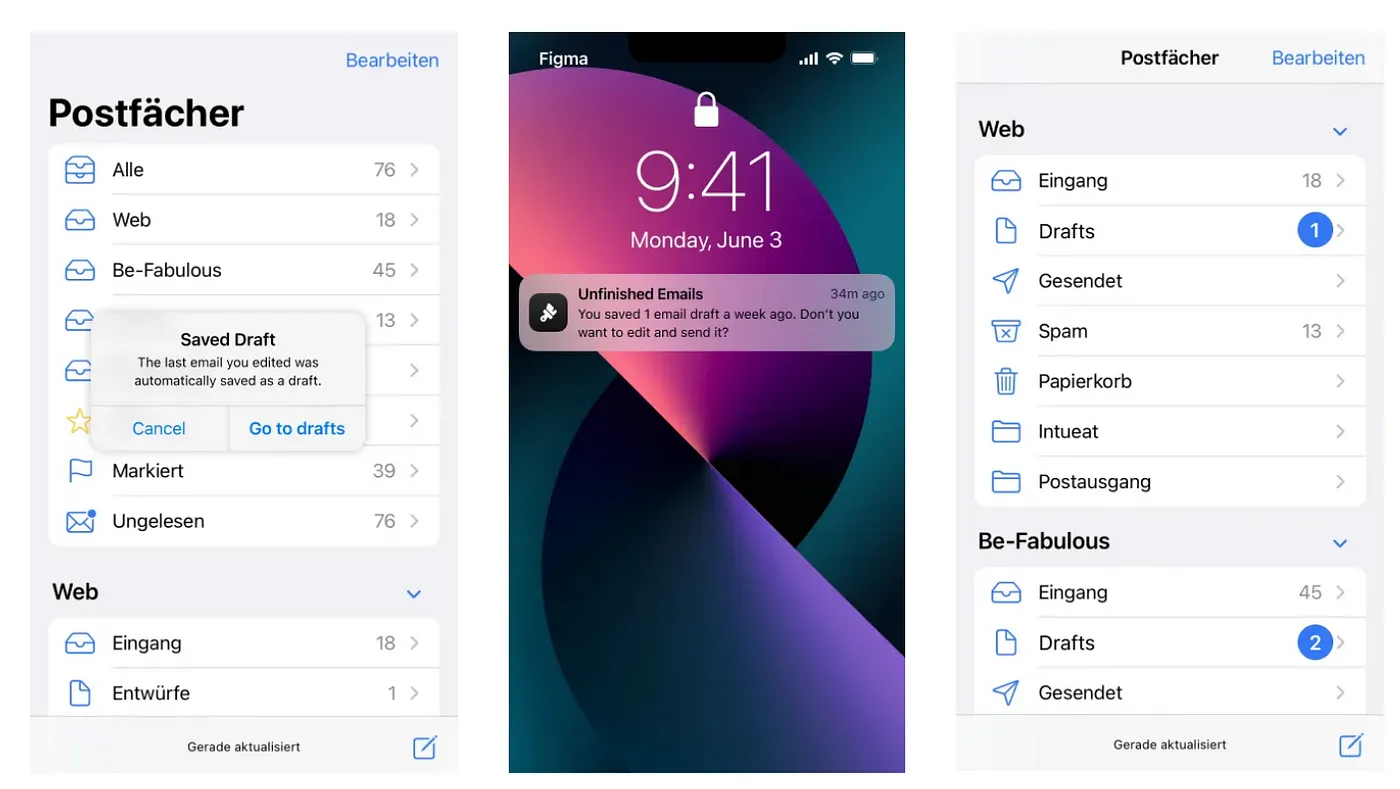 Bearbeiten
Postfächer
Alle 76
Web 18
Be-Fabulous 45
13
Saved Draft
The last email you edited was
automatically saved as a draft.
Cancel Go to drafts
Markiert 39
Ungelesen 76
Web
Eingang 18
Entwürfe 1
Gerade aktualisiert
Figma
9:41
Monday, June 3
Unfinished Emails 34m ago
You saved 1 email draft a week ago. Don't you
want to edit and send it?
Postfächer Bearbeiten
Web
Eingang 18
Drafts 1
Gesendet
Spam 13
Papierkorb
Intueat
Postausgang
Be-Fabulous
Eingang 45
Drafts 2
Gesendet
Gerade aktualisiert